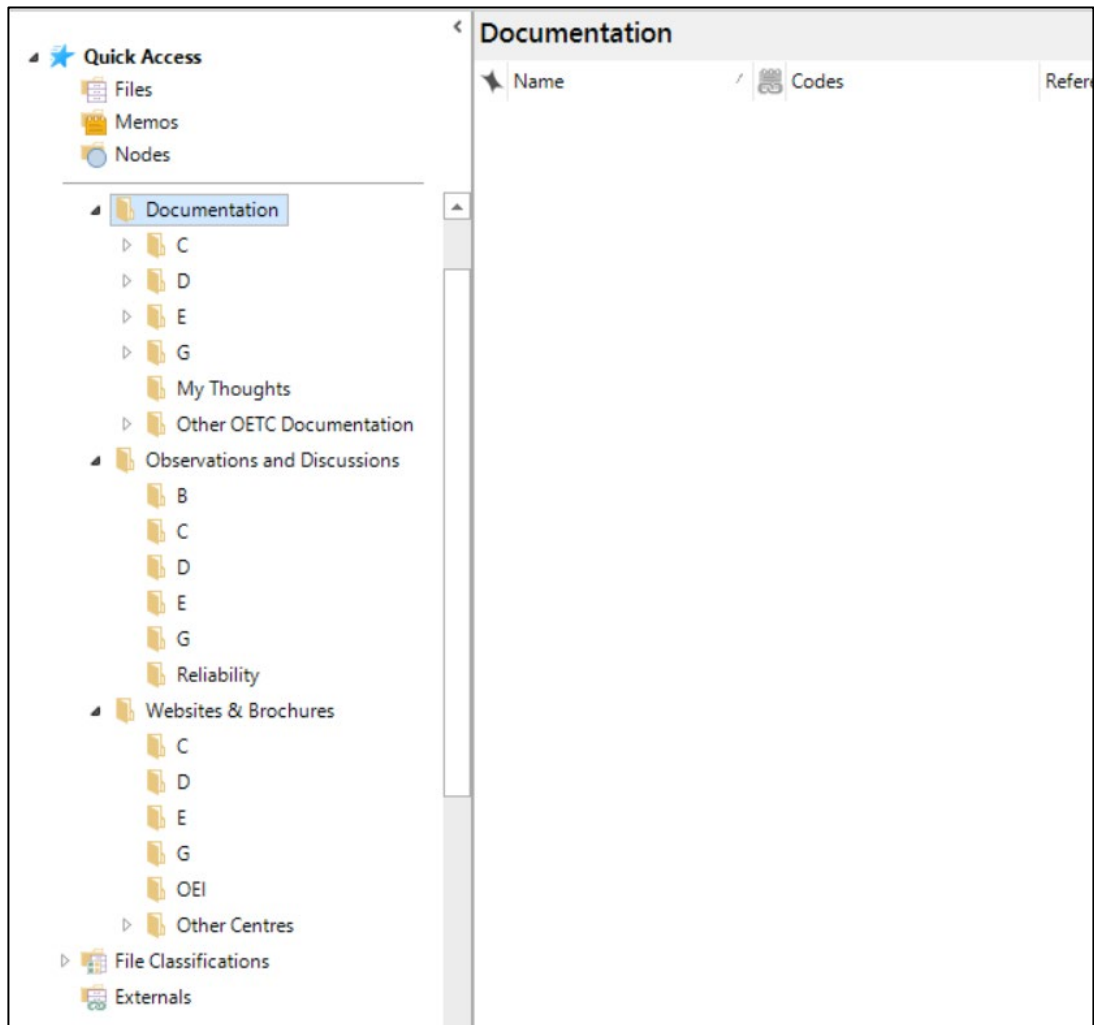 Quick Access
Files
Memos
Nodes
Documentation
C
D
E
G
My Thoughts
Other OETC Documentation
Observations and Discussions
B
C
D
E
G
Reliability
Websites & Brochures
C
D
E
G
OEI
Other Centres
File Classifications
Externals
Documentation
Name Codes Refere